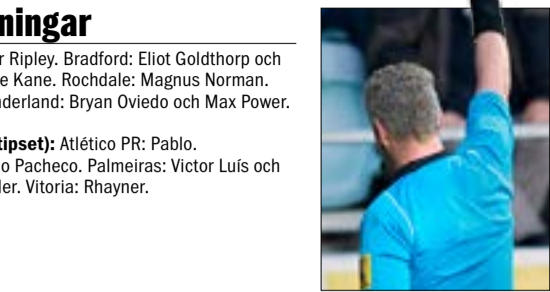 ningar
r Ripley. Bradford: Eliot Goldthorp och
e Kane. Rochdale: Magnus Norman.
nderland: Bryan Oviedo och Max Power.
tipset): Atlético PR: Pablo.
o Pacheco. Palmeiras: Victor Luís och
ler. Vitoria: Rhayner.